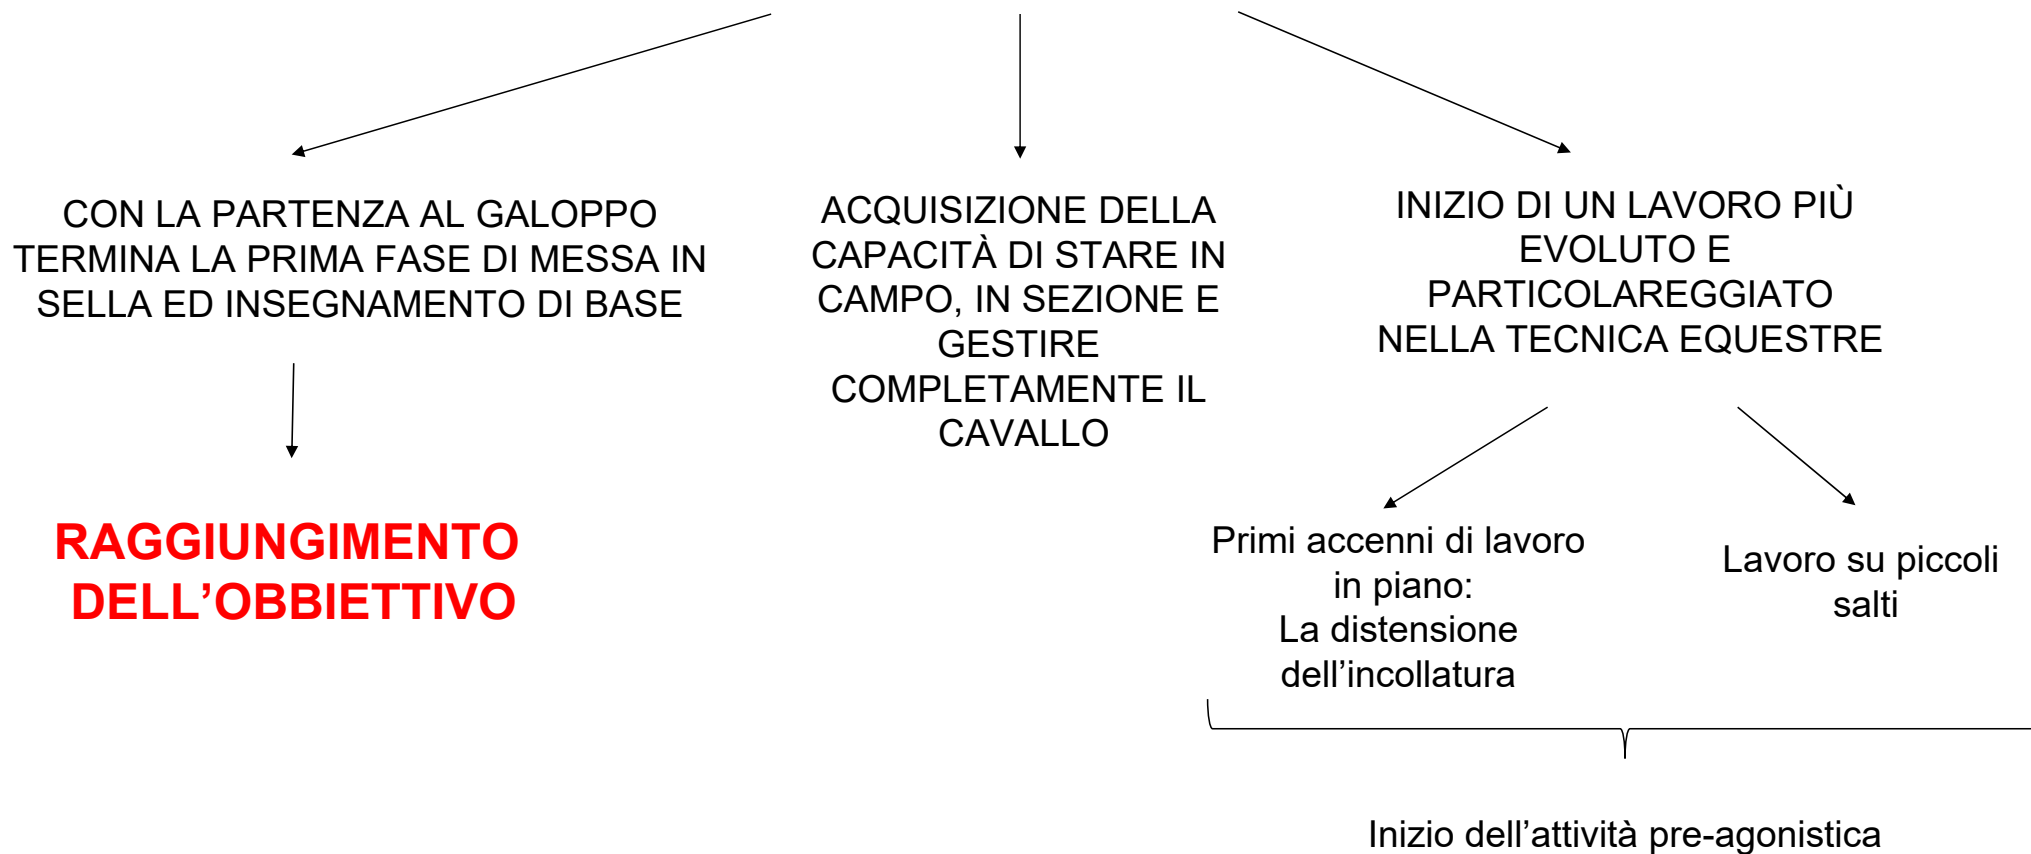 CON LA PARTENZA AL GALOPPO
TERMINA LA PRIMA FASE DI MESSA IN
SELLA ED INSEGNAMENTO DI BASE
RAGGIUNGIMENTO
DELL’OBBIETTIVO
ACQUISIZIONE DELLA
CAPACITÀ DI STARE IN
CAMPO, IN SEZIONE E
GESTIRE
COMPLETAMENTE IL
CAVALLO
INIZIO DI UN LAVORO PIÙ
EVOLUTO E
PARTICOLAREGGIATO
NELLA TECNICA EQUESTRE
Primi accenni di lavoro
in piano:
La distensione
dell’incollatura
Lavoro su piccoli
salti
Inizio dell’attività pre-agonistica